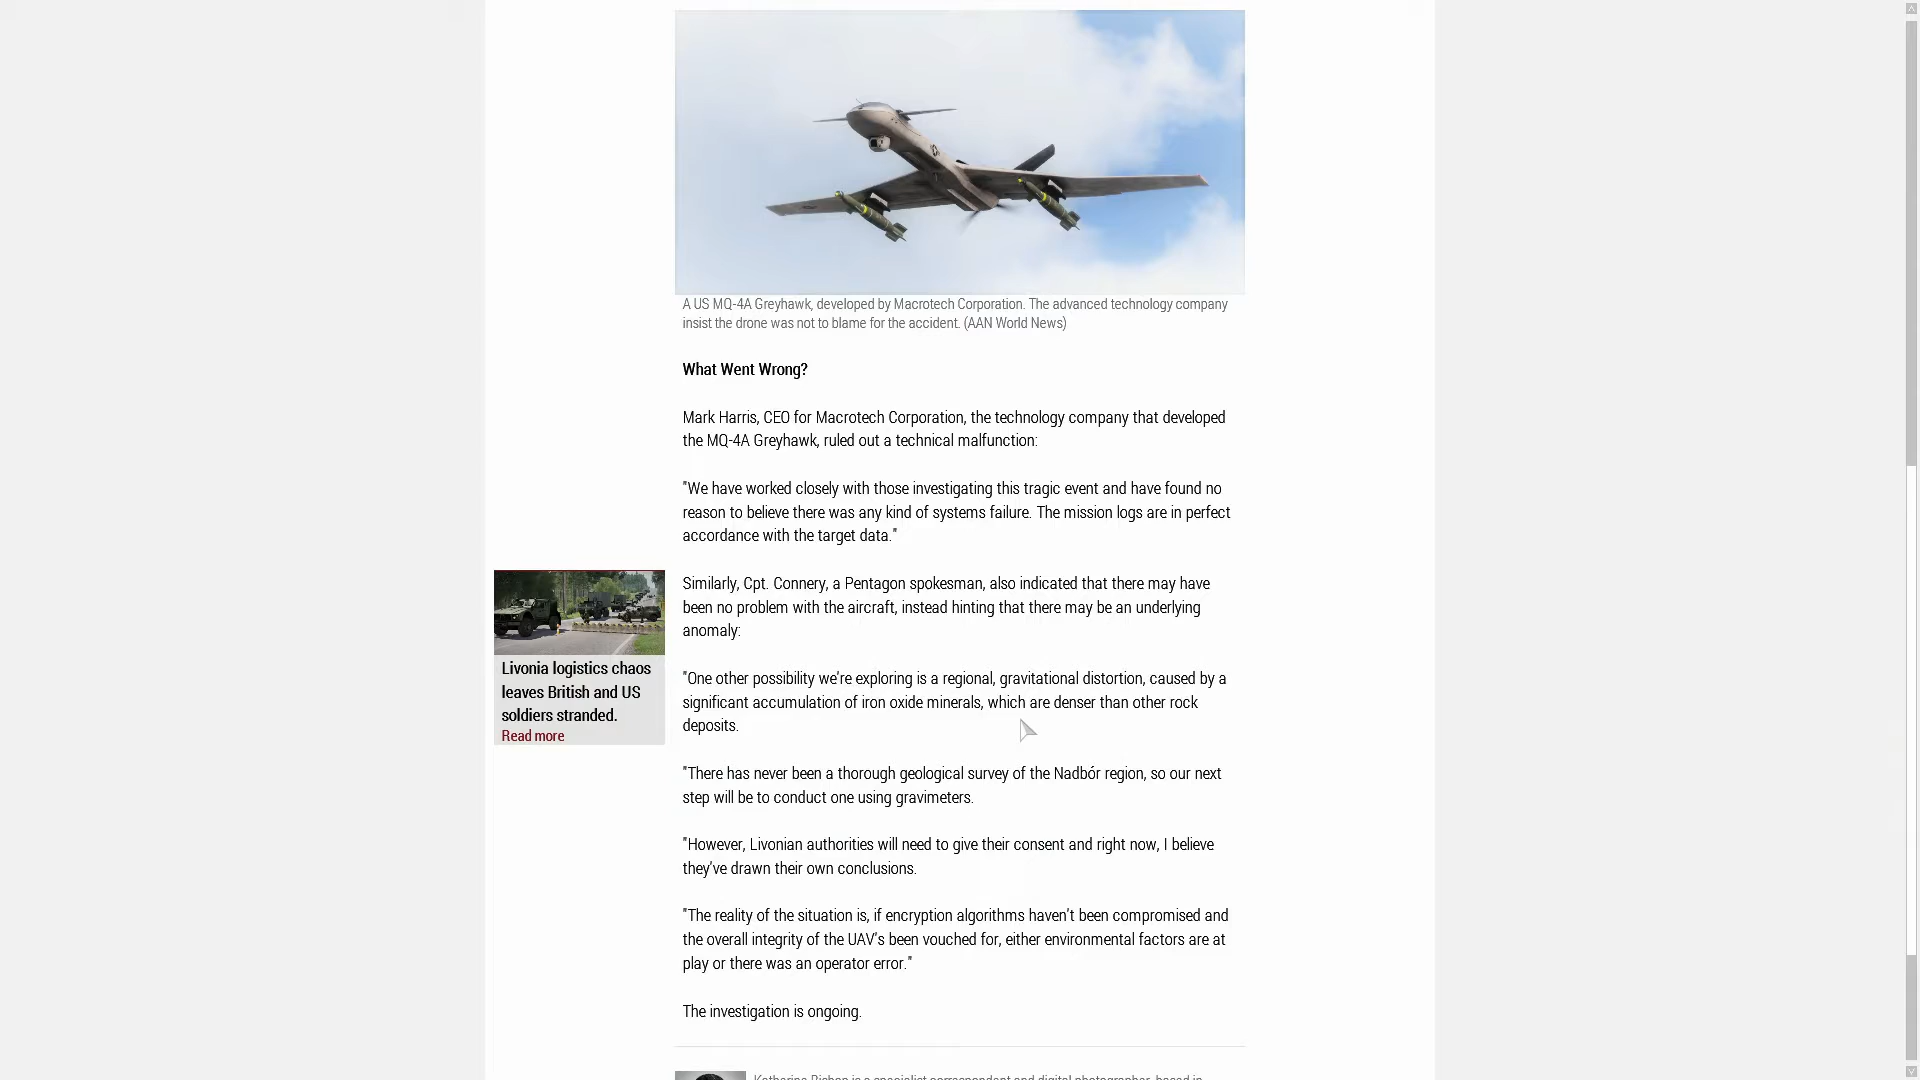 A US MQ-4A Greyhawk, developed by Macrotech Corporation. The advanced technology company
insist the drone was not to blame for the accident. (AAN World News)
What Went Wrong?
Mark Harris, CEO for Macrotech Corporation, the technology company that developed
the MQ-4A Greyhawk, ruled out a technical malfunction:
"We have worked closely with those investigating this tragic event and have found no
reason to believe there was any kind of systems failure. The mission logs are in perfect
accordance with the target data."
Similarly, Cpt. Connery, a Pentagon spokesman, also indicated that there may have
been no problem with the aircraft, instead hinting that there may be an underlying
anomaly:
Livonia logistics chaos
leaves British and US
soldiers stranded.
Read more
"One other possibility we're exploring is a regional, gravitational distortion, caused by a
significant accumulation of iron oxide minerals, which are denser than other rock
deposits.
"There has never been a thorough geological survey of the Nadbór region, so our next
step will be to conduct one using gravimeters.
"However, Livonian authorities will need to give their consent and right now, I believe
they've drawn their own conclusions.
"The reality of the situation is, if encryption algorithms haven't been compromised and
the overall integrity of the UAV's been vouched for, either environmental factors are at
play or there was an operator error."
The investigation is ongoing.
Katherine Bishop is a specialist correspondent and digital photographer, based in